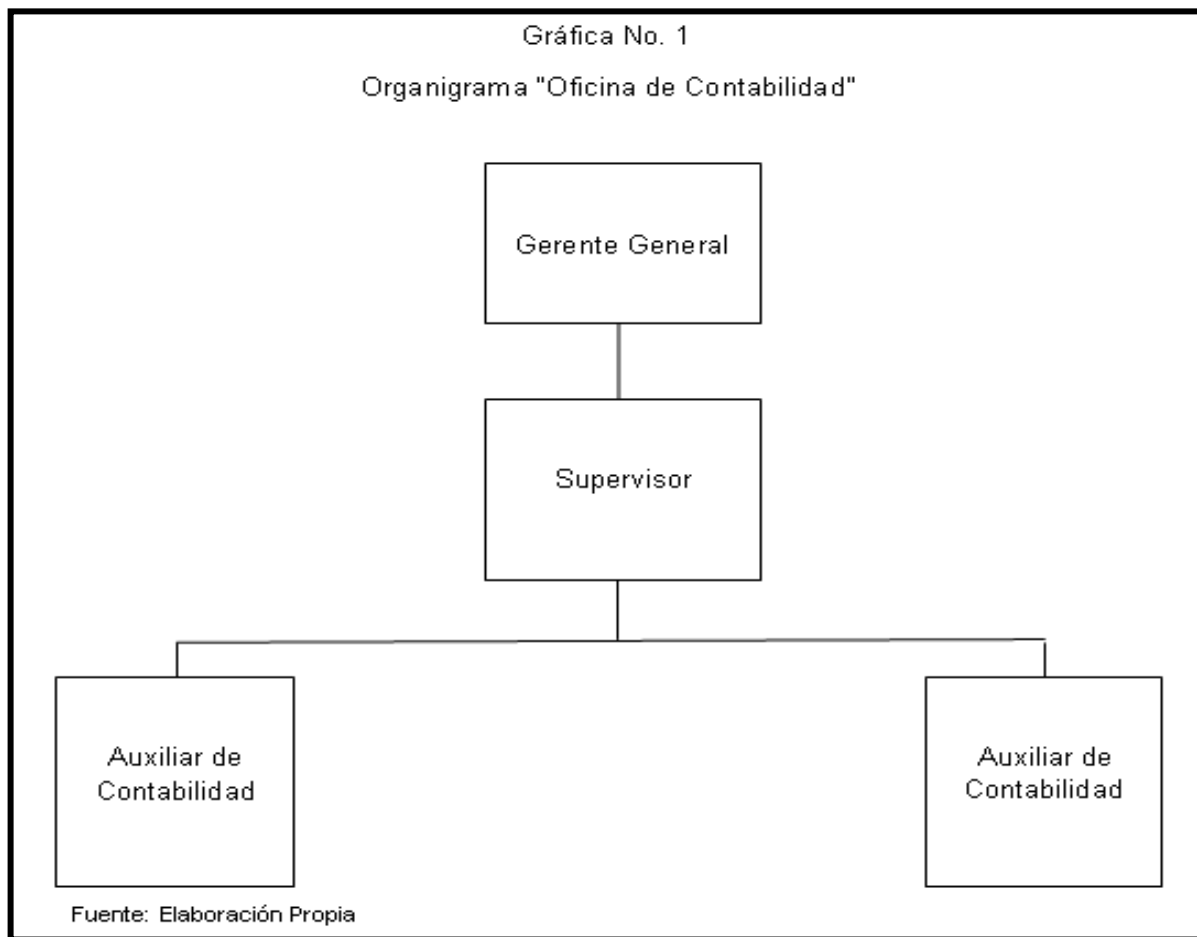 Gráfica No. 1
Organigrama "Oficina de Contabilidad"
Gerente General
Supervisor
Auxiliar de
Contabilidad
Auxiliar de
Contabilidad
Fuente: Elaboración Propia